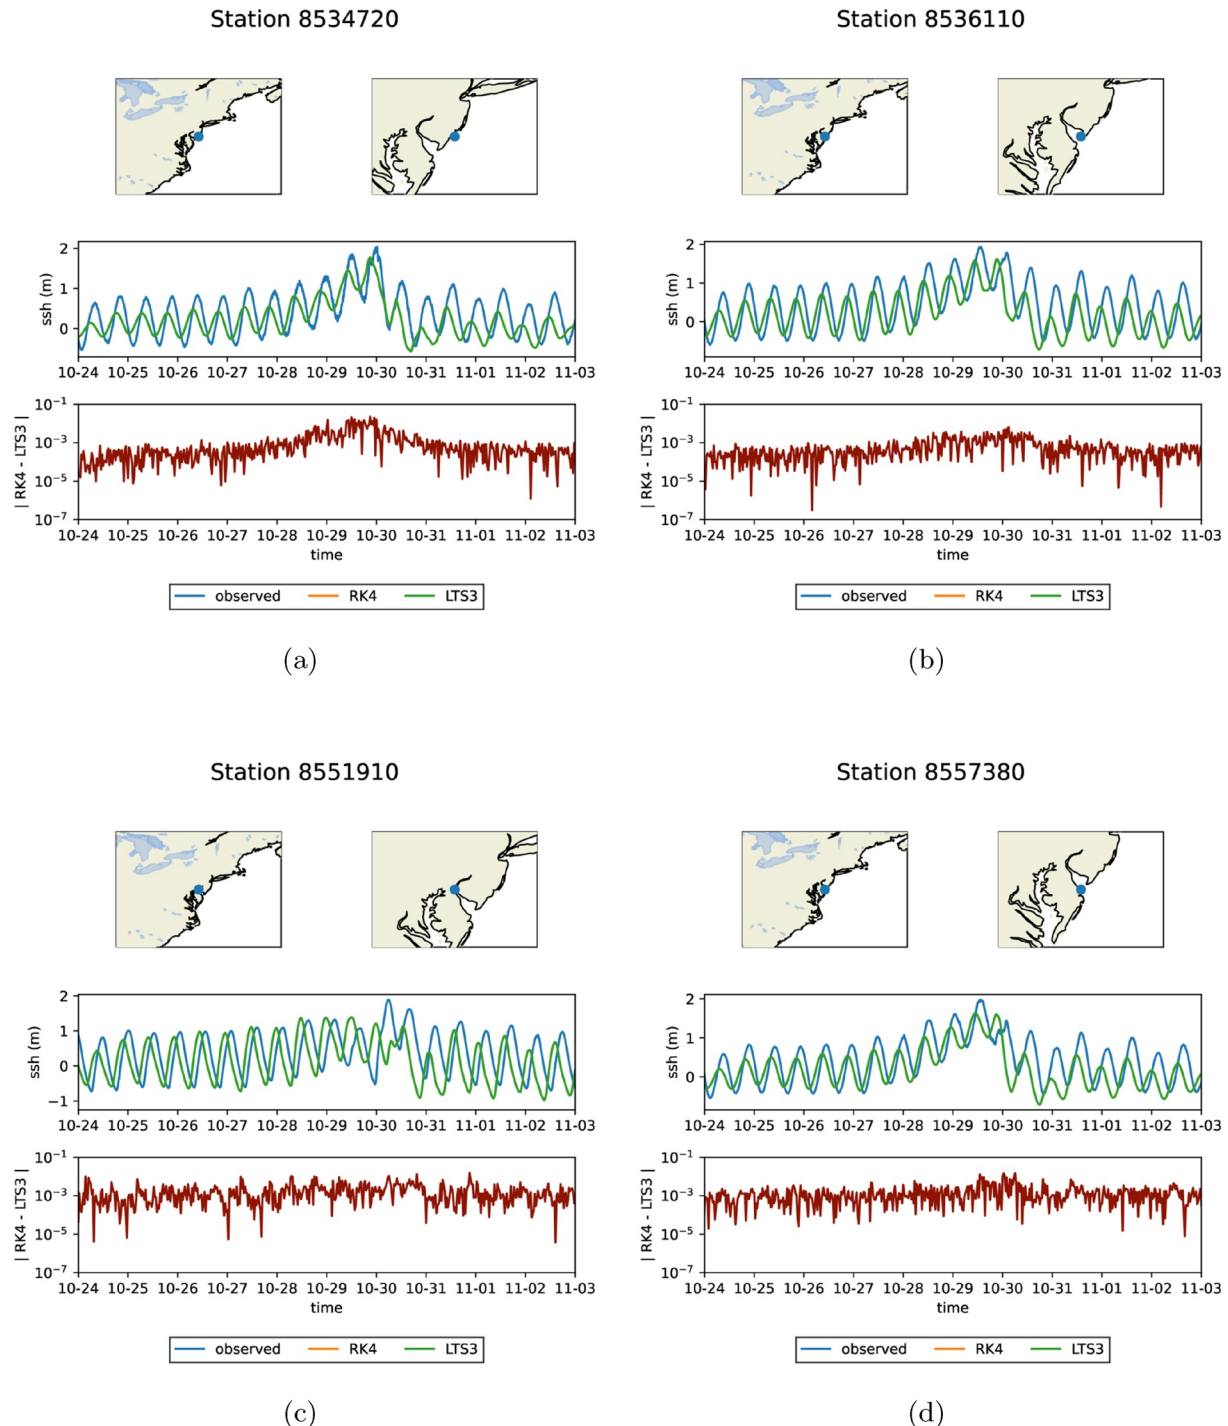 Station 8534720
ssh (m)
2
1
0
10-24 10-25 10-26 10-27 10-28 10-29 10-30 10-31 11-01 11-02 11-03
| RK4 - LTS3 |
10⁻¹
10⁻³
10⁻⁵
10⁻⁷
10-24 10-25 10-26 10-27 10-28 10-29 10-30 10-31 11-01 11-02 11-03
time
observed RK4 LTS3
(a)
Station 8536110
ssh (m)
2
1
0
10-24 10-25 10-26 10-27 10-28 10-29 10-30 10-31 11-01 11-02 11-03
| RK4 - LTS3 |
10⁻¹
10⁻³
10⁻⁵
10⁻⁷
10-24 10-25 10-26 10-27 10-28 10-29 10-30 10-31 11-01 11-02 11-03
time
observed RK4 LTS3
(b)
Station 8551910
ssh (m)
2
1
0
−1
10-24 10-25 10-26 10-27 10-28 10-29 10-30 10-31 11-01 11-02 11-03
| RK4 - LTS3 |
10⁻¹
10⁻³
10⁻⁵
10⁻⁷
10-24 10-25 10-26 10-27 10-28 10-29 10-30 10-31 11-01 11-02 11-03
time
observed RK4 LTS3
(c)
Station 8557380
ssh (m)
2
1
0
10-24 10-25 10-26 10-27 10-28 10-29 10-30 10-31 11-01 11-02 11-03
| RK4 - LTS3 |
10⁻¹
10⁻³
10⁻⁵
10⁻⁷
10-24 10-25 10-26 10-27 10-28 10-29 10-30 10-31 11-01 11-02 11-03
time
observed RK4 LTS3
(d)